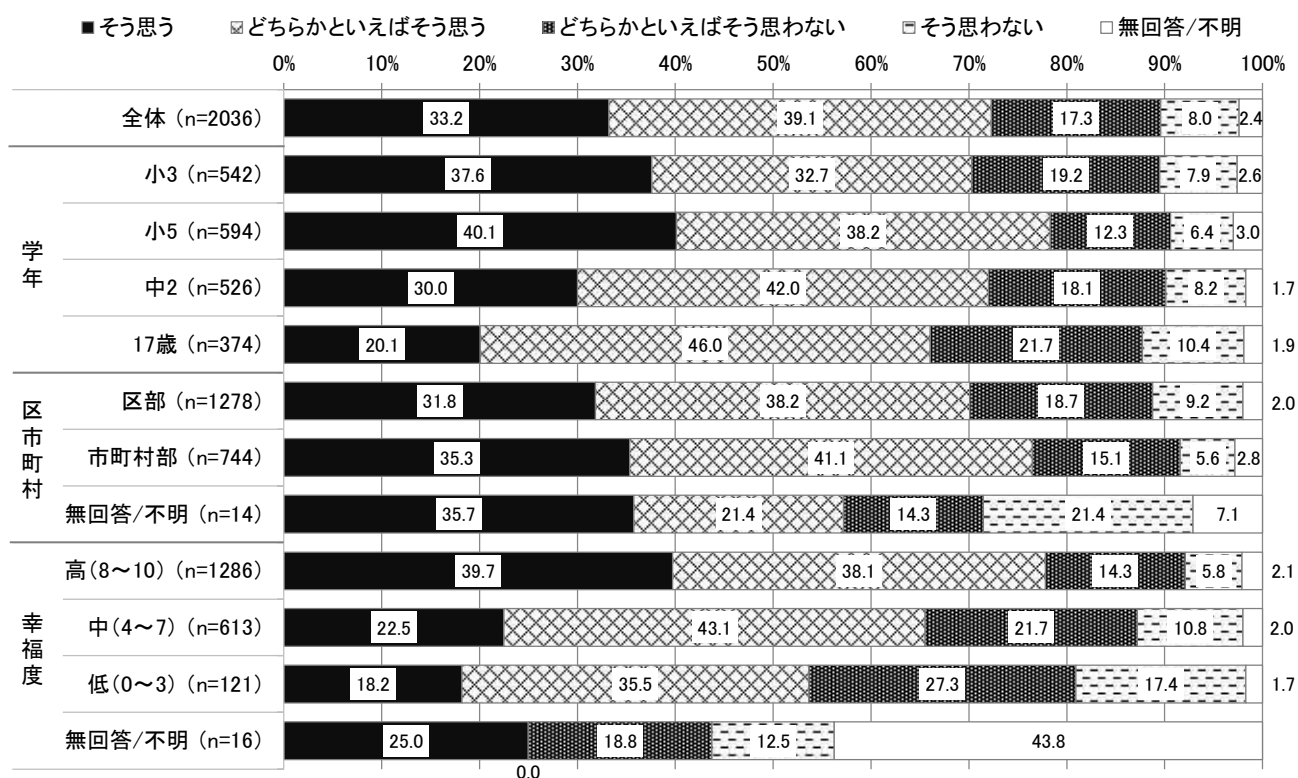 ■そう思う ☒どちらかといえばそう思う ▦どちらかといえばそう思わない ⊟そう思わない □無回答/不明
0% 10% 20% 30% 40% 50% 60% 70% 80% 90% 100%
全体 (n=2036) 33.2 39.1 17.3 8.0 2.4
学年
小3 (n=542) 37.6 32.7 19.2 7.9 2.6
小5 (n=594) 40.1 38.2 12.3 6.4 3.0
中2 (n=526) 30.0 42.0 18.1 8.2 1.7
17歳 (n=374) 20.1 46.0 21.7 10.4 1.9
区市町村
区部 (n=1278) 31.8 38.2 18.7 9.2 2.0
市町村部 (n=744) 35.3 41.1 15.1 5.6 2.8
無回答/不明 (n=14) 35.7 21.4 14.3 21.4 7.1
幸福度
高(8～10) (n=1286) 39.7 38.1 14.3 5.8 2.1
中(4～7) (n=613) 22.5 43.1 21.7 10.8 2.0
低(0～3) (n=121) 18.2 35.5 27.3 17.4 1.7
無回答/不明 (n=16) 25.0 18.8 12.5 43.8
0.0